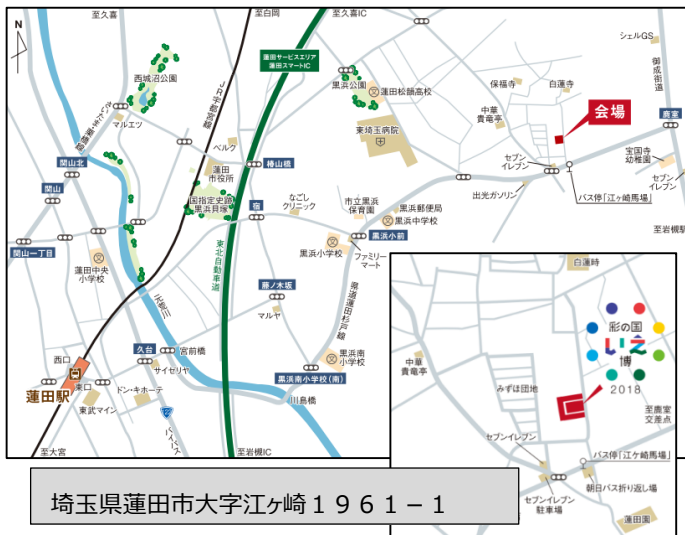 至久喜
至白岡
至久喜IC
シェルGS
N
蓮田サービスエリア
蓮田スマートIC
西城沼公園
JR宇都宮線
黒浜公園
蓮田松韻高校
保福寺
白蓮寺
御成街道
会場
中華
貴竜亭
鹿室
マルエツ
東埼玉病院
ベルク
関山北
椿山橋
蓮田
市役所
セブン
イレブン
宝国寺
幼稚園
関山
国指定史跡
黒浜貝塚
宿
なごし
クリニック
市立黒浜
保育園
黒浜郵便局
黒浜中学校
出光ガソリン
バス停「江ヶ崎馬場」
セブン
イレブン
関山一丁目
黒浜小前
至岩槻駅
蓮田中央
小学校
東北自動車道
黒浜小学校
ファミリー
マート
元荒川
藤ノ木坂
県道蓮田杉戸線
マルヤ
久台
宮前橋
黒浜南
小学校
西口
サイゼリヤ
黒浜南小学校(南)
蓮田駅
東口
ドン・キホーテ
川島橋
東武マイン
バイパス
至大宮
至岩槻IC
白蓮時
彩の国
いえ
博
2018
中華
貴竜亭
みずほ団地
至鹿室
交差点
セブンイレブン
バス停「江ヶ崎馬場」
セブンイレブン
駐車場
朝日バス折り返し場
蓮田園
埼玉県蓮田市大字江ヶ崎１９６１－１